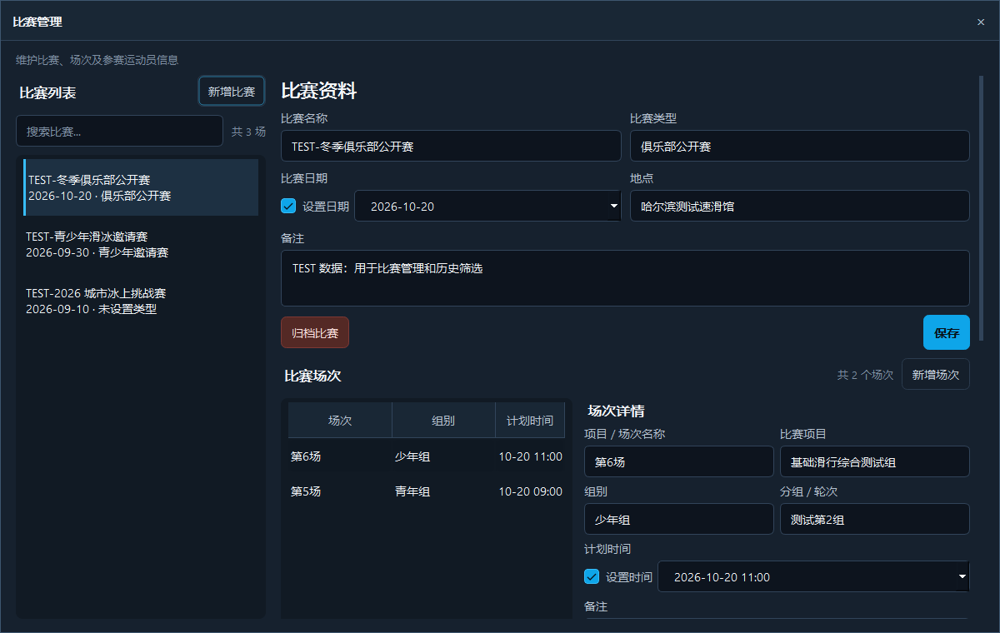 比赛管理
×
维护比赛、场次及参赛运动员信息
比赛列表
新增比赛
搜索比赛...
共 3 场
TEST-冬季俱乐部公开赛
2026-10-20 · 俱乐部公开赛
TEST-青少年滑冰邀请赛
2026-09-30 · 青少年邀请赛
TEST-2026 城市冰上挑战赛
2026-09-10 · 未设置类型
比赛资料
比赛名称
比赛类型
TEST-冬季俱乐部公开赛
俱乐部公开赛
比赛日期
地点
设置日期
2026-10-20
哈尔滨测试速滑馆
备注
TEST 数据：用于比赛管理和历史筛选
归档比赛
保存
比赛场次
共 2 个场次
新增场次
场次 组别 计划时间
第6场 少年组 10-20 11:00
第5场 青年组 10-20 09:00
场次详情
项目 / 场次名称
比赛项目
第6场
基础滑行综合测试组
组别
分组 / 轮次
少年组
测试第2组
计划时间
设置时间
2026-10-20 11:00
备注